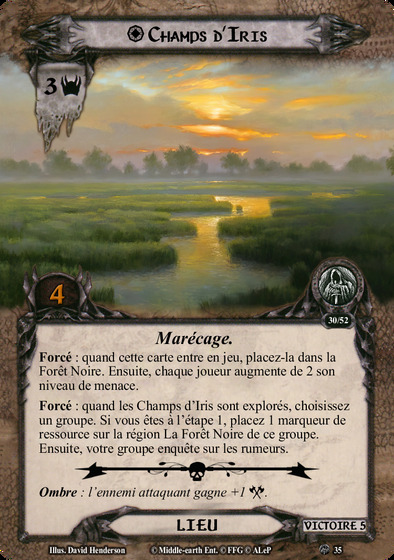 Champs d'Iris
3
4
30/52
Marécage.
Forcé : quand cette carte entre en jeu, placez-la dans la
Forêt Noire. Ensuite, chaque joueur augmente de 2 son
niveau de menace.
Forcé : quand les Champs d'Iris sont explorés, choisissez
un groupe. Si vous êtes à l'étape 1, placez 1 marqueur de
ressource sur la région La Forêt Noire de ce groupe.
Ensuite, votre groupe enquête sur les rumeurs.
Ombre : l'ennemi attaquant gagne +1
LIEU
VICTOIRE 5
Illus. David Henderson ©Middle-earth Ent. © FFG © ALeP 35